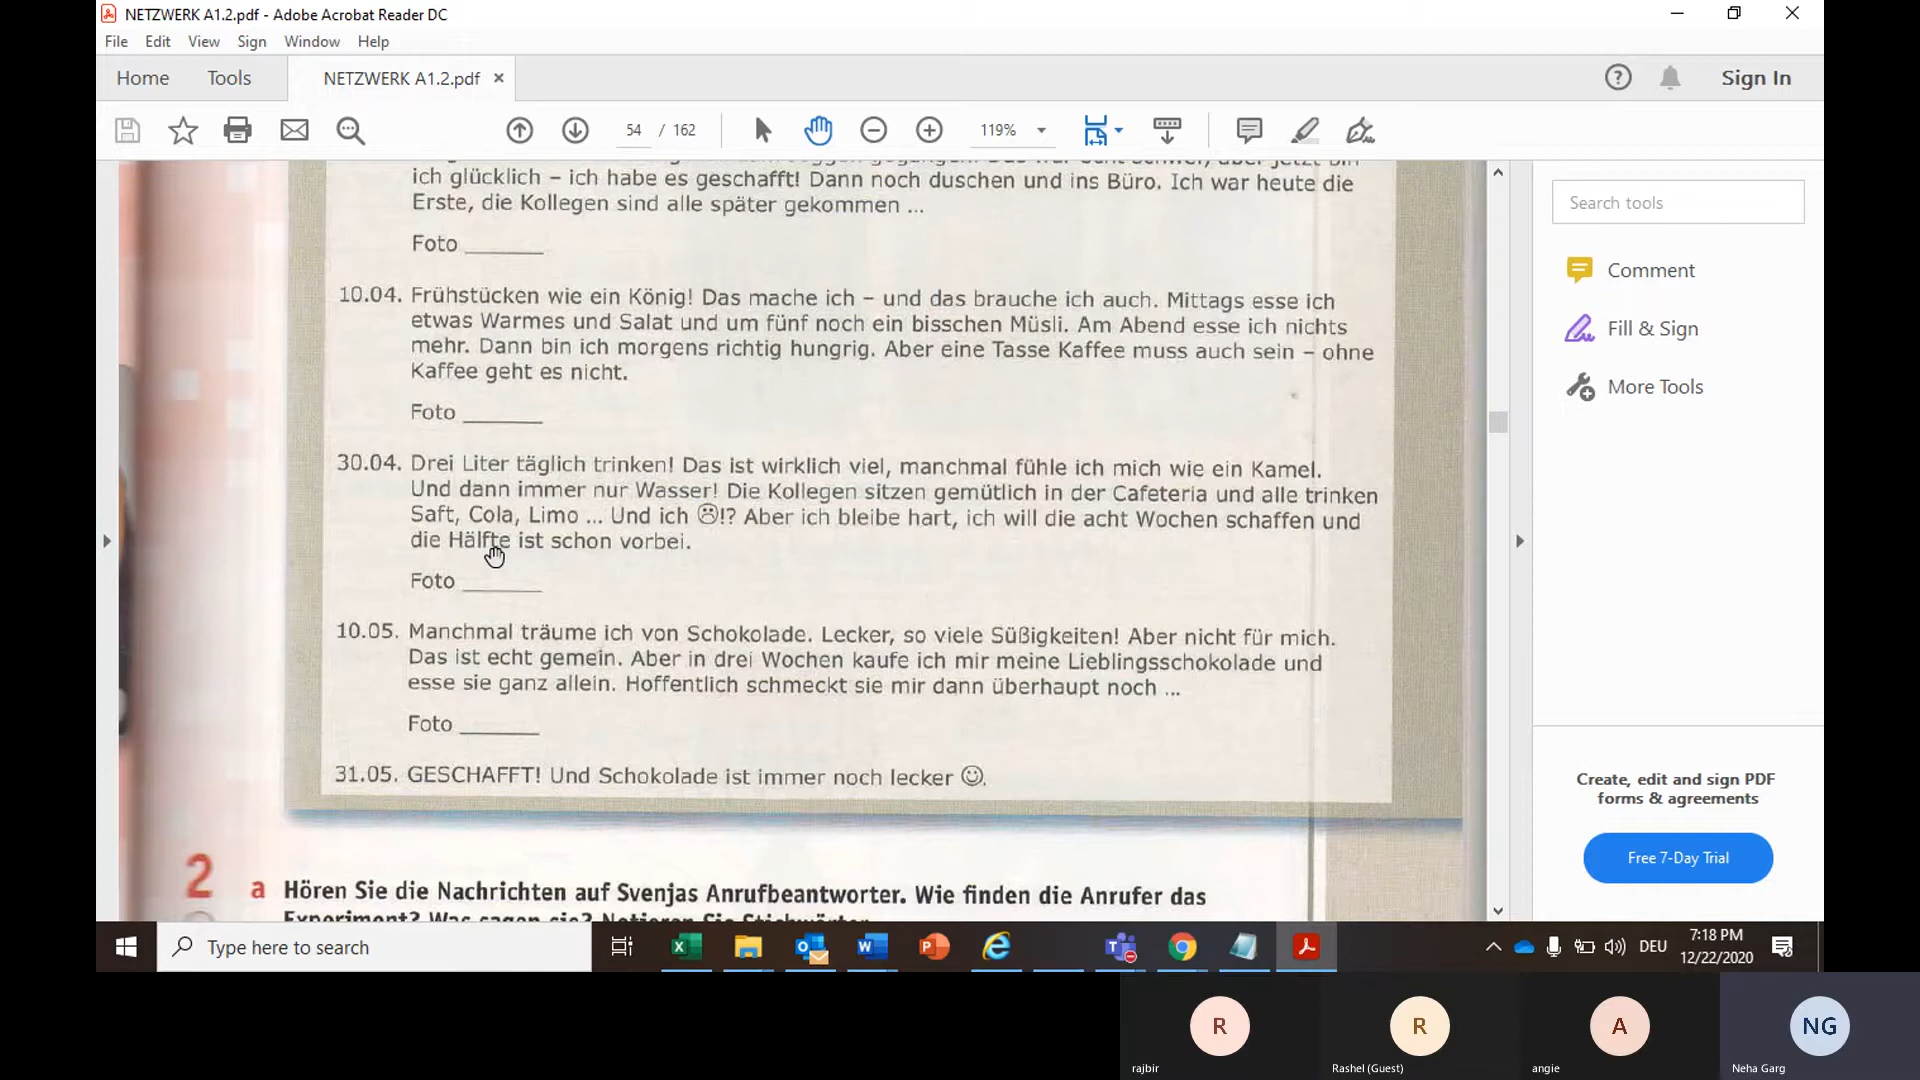 NETZWERK A1.2.pdf - Adobe Acrobat Reader DC
File Edit View Sign Window Help
Home Tools NETZWERK A1.2.pdf × Sign In
54 / 162 119%
ich glücklich – ich habe es geschafft! Dann noch duschen und ins Büro. Ich war heute die
Erste, die Kollegen sind alle später gekommen ...
Foto ______
10.04. Frühstücken wie ein König! Das mache ich – und das brauche ich auch. Mittags esse ich
etwas Warmes und Salat und um fünf noch ein bisschen Müsli. Am Abend esse ich nichts
mehr. Dann bin ich morgens richtig hungrig. Aber eine Tasse Kaffee muss auch sein – ohne
Kaffee geht es nicht.
Foto ______
30.04. Drei Liter täglich trinken! Das ist wirklich viel, manchmal fühle ich mich wie ein Kamel.
Und dann immer nur Wasser! Die Kollegen sitzen gemütlich in der Cafeteria und alle trinken
Saft, Cola, Limo ... Und ich ☹!? Aber ich bleibe hart, ich will die acht Wochen schaffen und
die Hälfte ist schon vorbei.
Foto ______
10.05. Manchmal träume ich von Schokolade. Lecker, so viele Süßigkeiten! Aber nicht für mich.
Das ist echt gemein. Aber in drei Wochen kaufe ich mir meine Lieblingsschokolade und
esse sie ganz allein. Hoffentlich schmeckt sie mir dann überhaupt noch ...
Foto ______
31.05. GESCHAFFT! Und Schokolade ist immer noch lecker ☺.
2 a Hören Sie die Nachrichten auf Svenjas Anrufbeantworter. Wie finden die Anrufer das
Experiment? Was sagen sie? Notieren Sie Stichwörter.
Search tools
Comment
Fill & Sign
More Tools
Create, edit and sign PDF
forms & agreements
Free 7-Day Trial
Type here to search
DEU
7:18 PM
12/22/2020
R R A NG
rajbir Rashel (Guest) angie Neha Garg